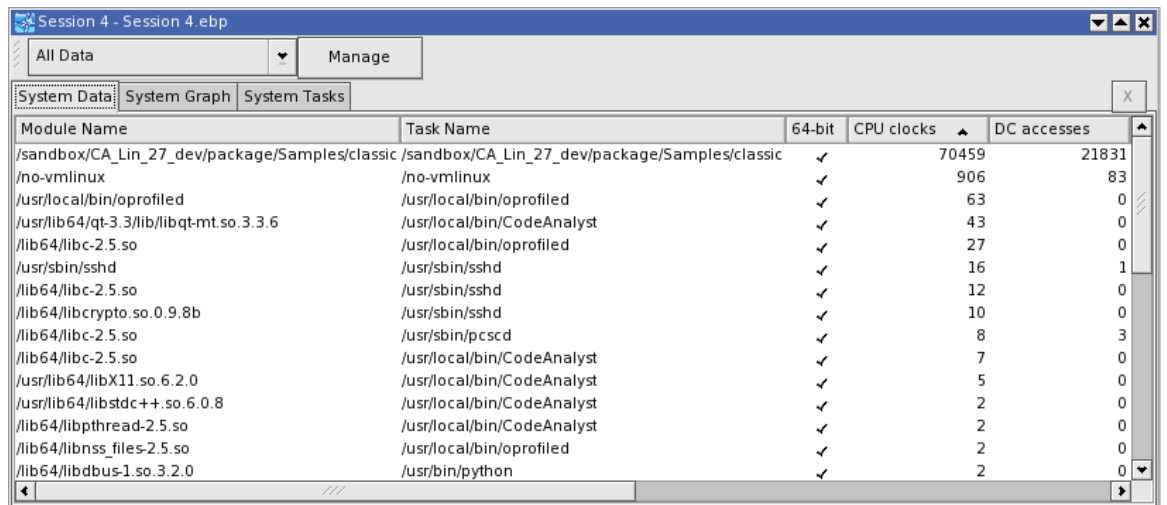 Session 4 - Session 4.ebp
All Data Manage
System Data System Graph System Tasks X
Module Name Task Name 64-bit CPU clocks DC accesses
/sandbox/CA_Lin_27_dev/package/Samples/classic /sandbox/CA_Lin_27_dev/package/Samples/classic 70459 21831
/no-vmlinux /no-vmlinux 906 83
/usr/local/bin/oprofiled /usr/local/bin/oprofiled 63 0
/usr/lib64/qt-3.3/lib/libqt-mt.so.3.3.6 /usr/local/bin/CodeAnalyst 43 0
/lib64/libc-2.5.so /usr/local/bin/oprofiled 27 0
/usr/sbin/sshd /usr/sbin/sshd 16 1
/lib64/libc-2.5.so /usr/sbin/sshd 12 0
/lib64/libcrypto.so.0.9.8b /usr/sbin/sshd 10 0
/lib64/libc-2.5.so /usr/sbin/pcscd 8 3
/lib64/libc-2.5.so /usr/local/bin/CodeAnalyst 7 0
/usr/lib64/libX11.so.6.2.0 /usr/local/bin/CodeAnalyst 5 0
/usr/lib64/libstdc++.so.6.0.8 /usr/local/bin/CodeAnalyst 2 0
/lib64/libpthread-2.5.so /usr/local/bin/CodeAnalyst 2 0
/lib64/libnss_files-2.5.so /usr/local/bin/oprofiled 2 0
/lib64/libdbus-1.so.3.2.0 /usr/bin/python 2 0